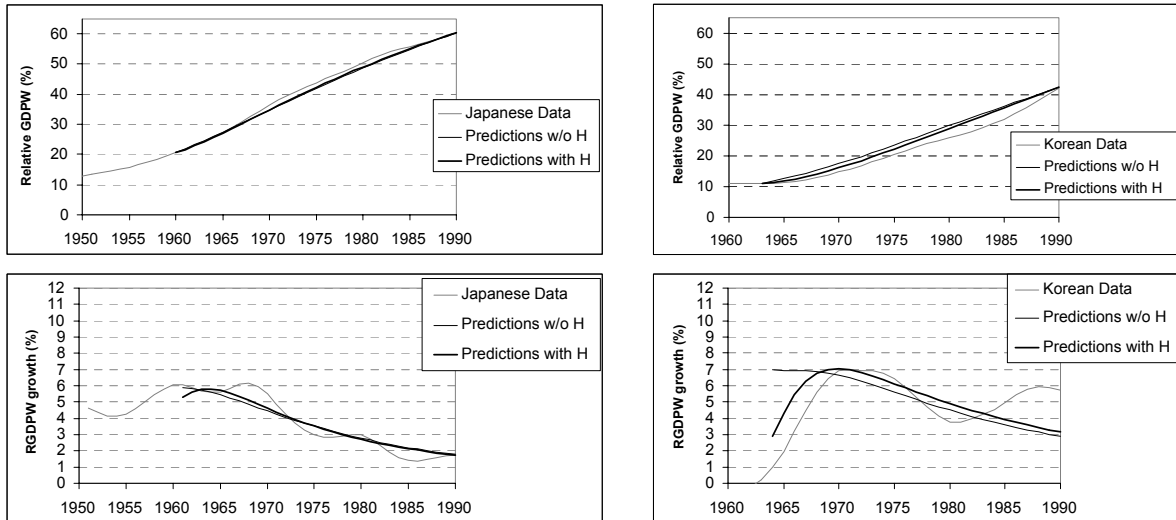 Relative GDPW (%)
60
50
40
30
20
10
0
1950 1955 1960 1965 1970 1975 1980 1985 1990
Japanese Data
Predictions w/o H
Predictions with H
Relative GDPW (%)
60
50
40
30
20
10
0
1960 1965 1970 1975 1980 1985 1990
Korean Data
Predictions w/o H
Predictions with H
RGDPW growth (%)
12
11
10
9
8
7
6
5
4
3
2
1
0
1950 1955 1960 1965 1970 1975 1980 1985 1990
Japanese Data
Predictions w/o H
Predictions with H
RGDPW growth (%)
12
11
10
9
8
7
6
5
4
3
2
1
0
1960 1965 1970 1975 1980 1985 1990
Korean Data
Predictions w/o H
Predictions with H